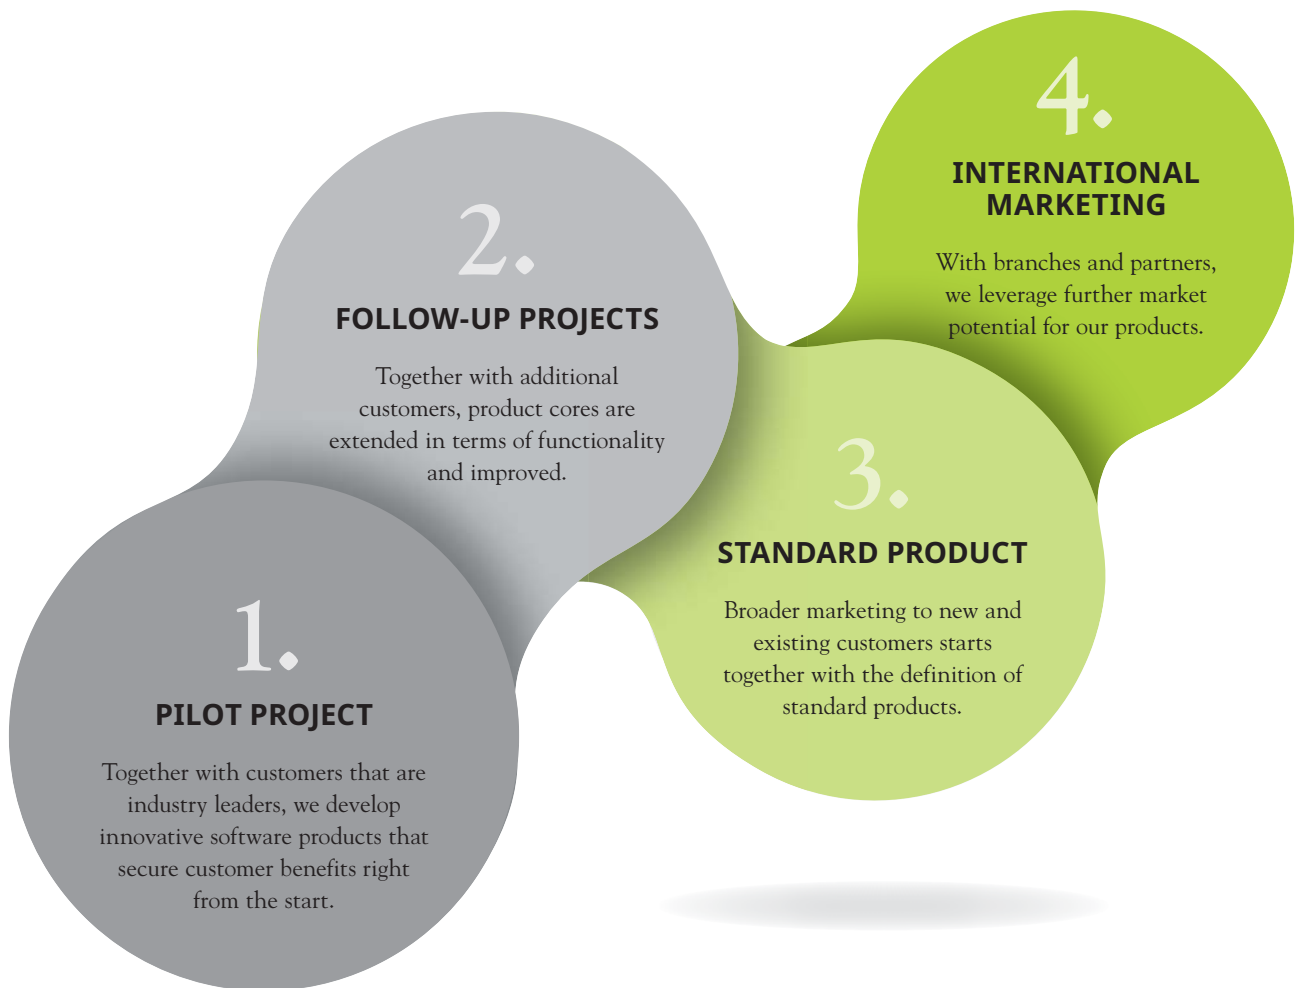 1.
PILOT PROJECT
Together with customers that are
industry leaders, we develop
innovative software products that
secure customer benefits right
from the start.
2.
FOLLOW-UP PROJECTS
Together with additional
customers, product cores are
extended in terms of functionality
and improved.
3.
STANDARD PRODUCT
Broader marketing to new and
existing customers starts
together with the definition of
standard products.
4.
INTERNATIONAL
MARKETING
With branches and partners,
we leverage further market
potential for our products.